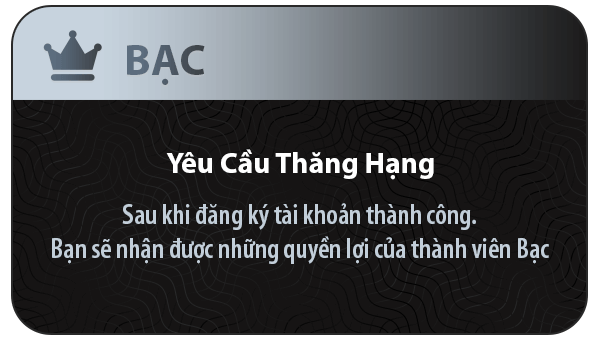 BẠC
Yêu Cầu Thăng Hạng
Sau khi đăng ký tài khoản thành công.
Bạn sẽ nhận được những quyền lợi của thành viên Bạc